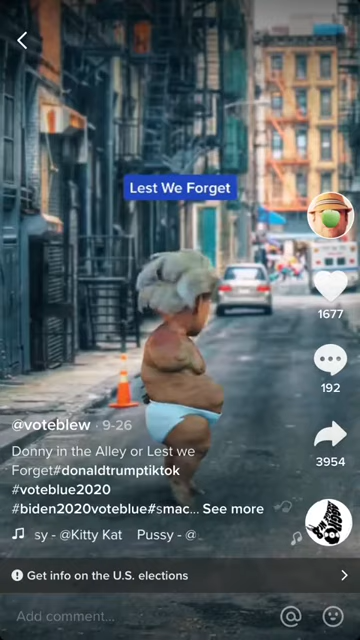 Lest We Forget
1677
192
3954
@voteblew · 9-26
Donny in the Alley or Lest we
Forget#donaldtrumptiktok
#voteblue2020
#biden2020voteblue#smac... See more
sy - @Kitty Kat Pussy - @
Get info on the U.S. elections
Add comment...